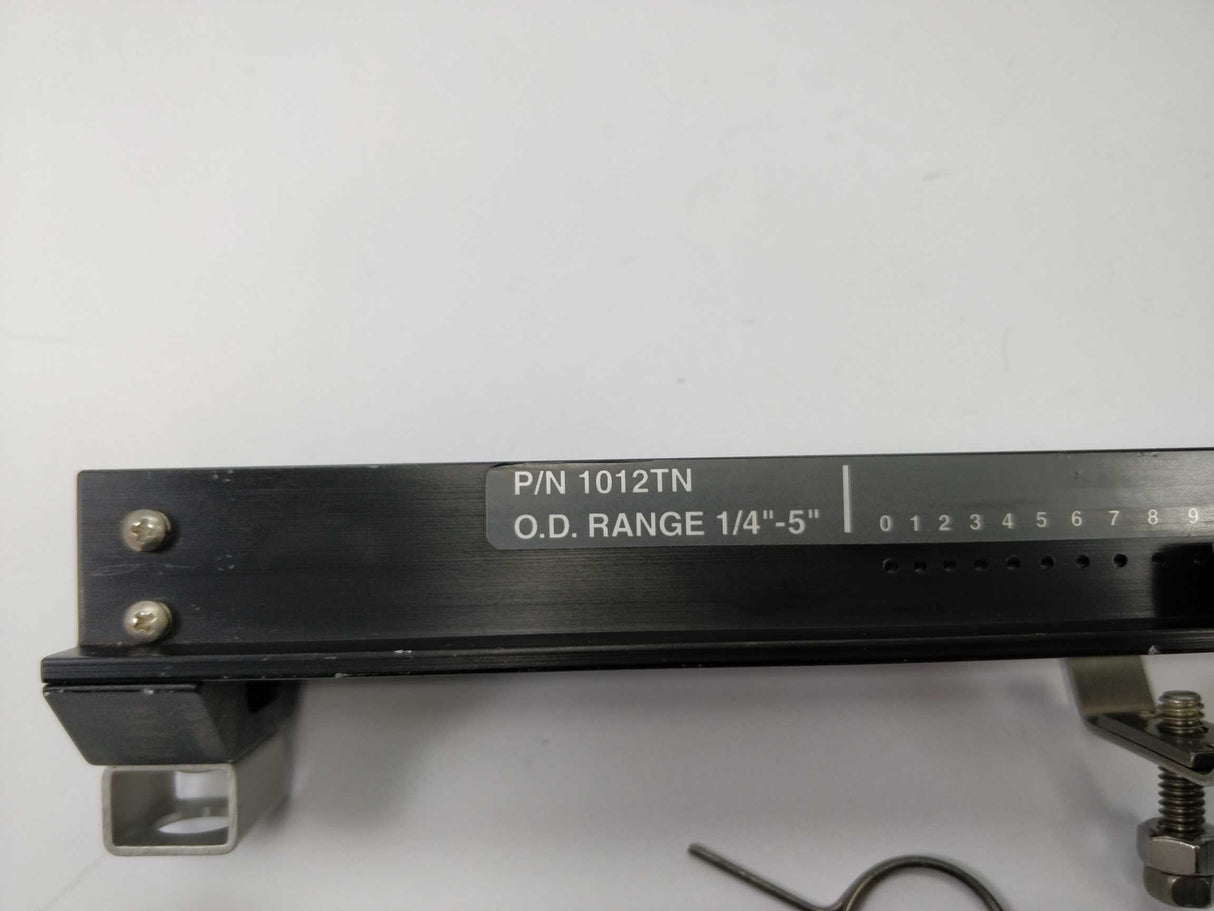 P/N 1012TN
O.D. RANGE 1/4"-5"
0 1 2 3 4 5 6 7 8 9